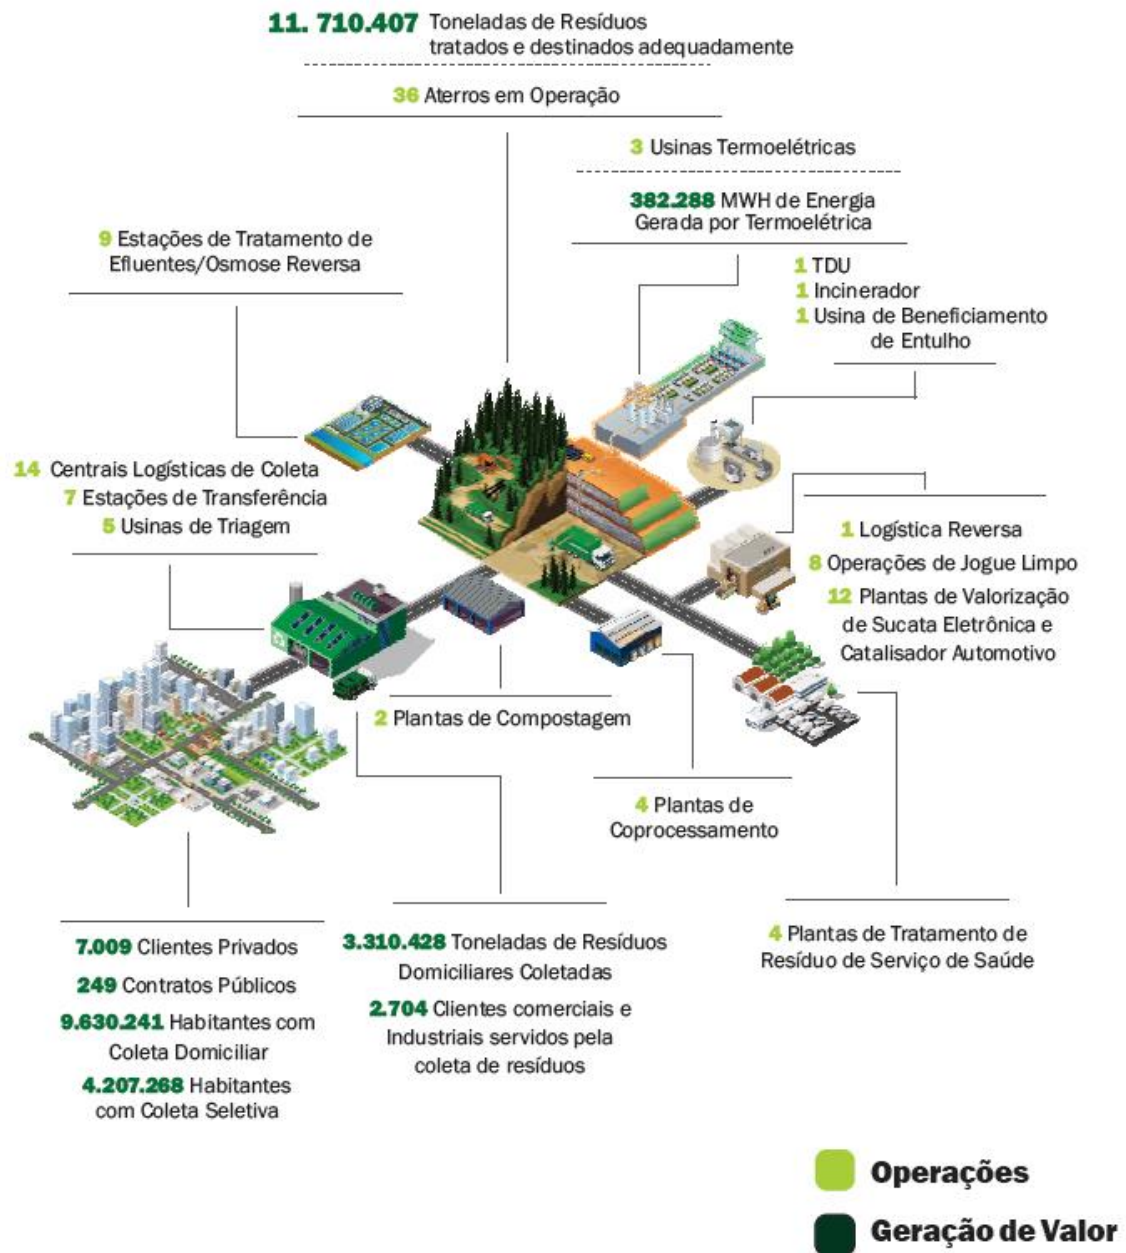 11. 710.407 Toneladas de Resíduos
tratados e destinados adequadamente
36 Aterros em Operação
3 Usinas Termoelétricas
382.288 MWH de Energia
Gerada por Termoelétrica
9 Estações de Tratamento de
Efluentes/Osmose Reversa
1 TDU
1 Incinerador
1 Usina de Beneficiamento
de Entulho
14 Centrais Logísticas de Coleta
7 Estações de Transferência
5 Usinas de Triagem
1 Logística Reversa
8 Operações de Jogue Limpo
12 Plantas de Valorização
de Sucata Eletrônica e
Catalisador Automotivo
2 Plantas de Compostagem
4 Plantas de
Coprocessamento
4 Plantas de Tratamento de
Resíduo de Serviço de Saúde
7.009 Clientes Privados
249 Contratos Públicos
9.630.241 Habitantes com
Coleta Domiciliar
4.207.268 Habitantes
com Coleta Seletiva
3.310.428 Toneladas de Resíduos
Domiciliares Coletadas
2.704 Clientes comerciais e
Industriais servidos pela
coleta de resíduos
Operações
Geração de Valor